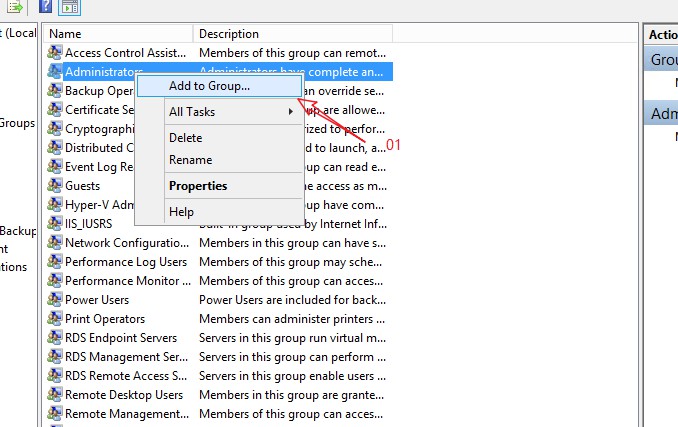 t (Local
Groups
Backup
nt
ations
Name Description
Access Control Assist... Members of this group can remot...
Administrators Administrators have complete an...
Backup Oper an override se...
Certificate Se group are allowe...
Cryptographi rized to perfor...
Distributed C d to launch, a...
Event Log Re group can read e...
Guests he access as m...
Hyper-V Adm group have com...
IIS_IUSRS Built-in group used by Internet Inf...
Network Configuratio... Members in this group can have s...
Performance Log Users Members of this group may sche...
Performance Monitor ... Members of this group can acces...
Power Users Power Users are included for back...
Print Operators Members can administer printers ...
RDS Endpoint Servers Servers in this group run virtual m...
RDS Management Ser... Servers in this group can perform ...
RDS Remote Access S... Servers in this group enable users ...
Remote Desktop Users Members in this group are grante...
Remote Management... Members of this group can acces...
Add to Group...
All Tasks
Delete
Rename
Properties
Help
01
Actio
Grou
Adm